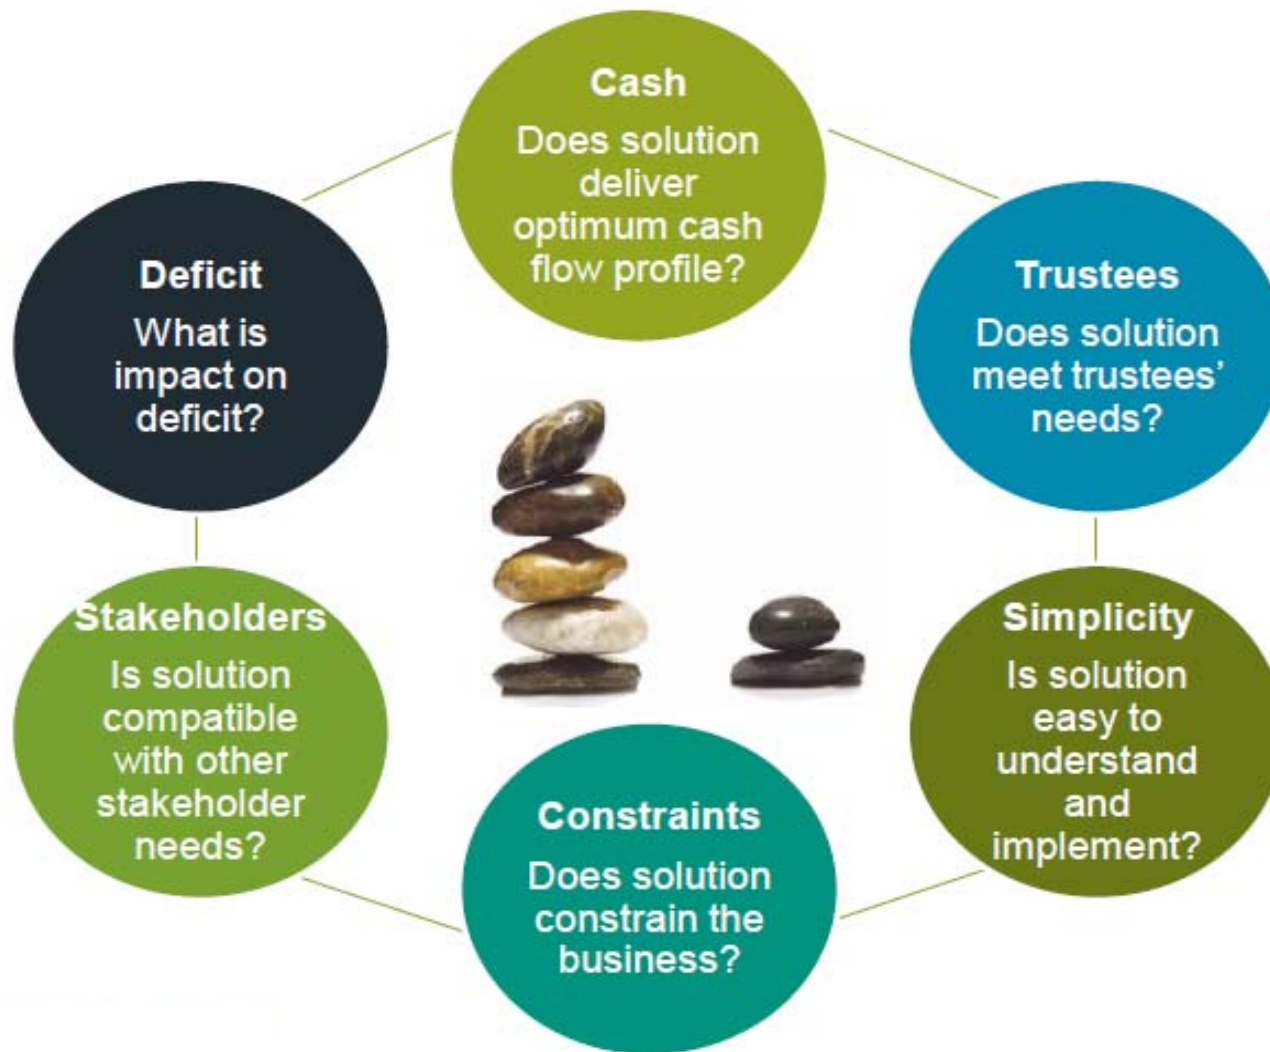 Cash
Does solution
deliver
optimum cash
flow profile?
Trustees
Does solution
meet trustees’
needs?
Simplicity
Is solution
easy to
understand
and
implement?
Constraints
Does solution
constrain the
business?
Stakeholders
Is solution
compatible
with other
stakeholder
needs?
Deficit
What is
impact on
deficit?